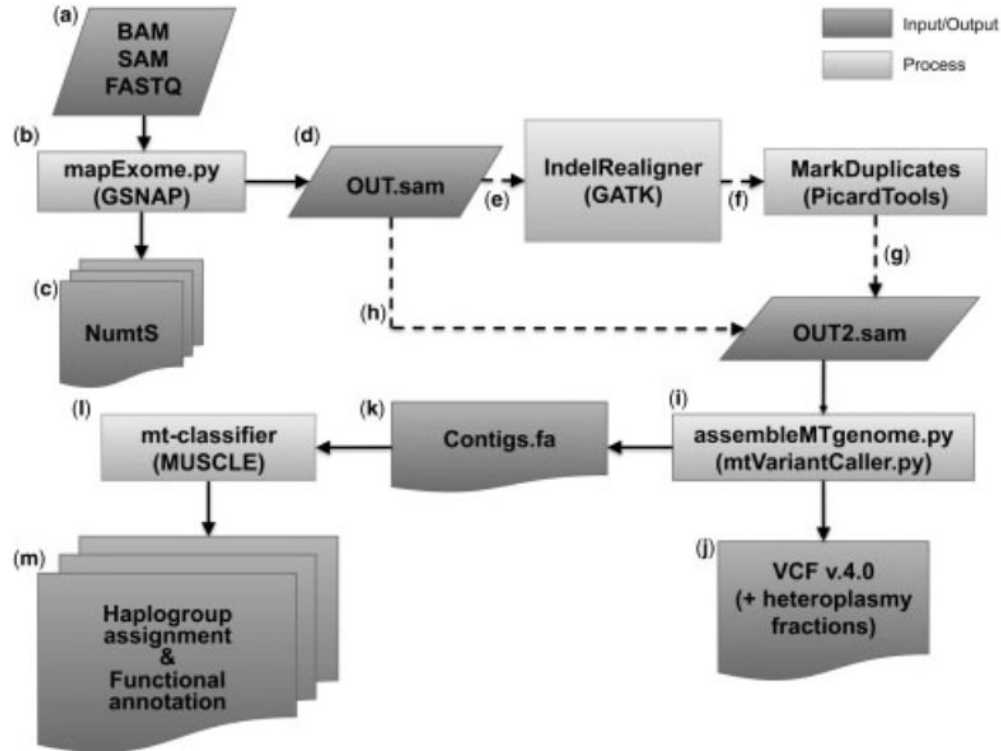 (a)
BAM
SAM
FASTQ
Input/Output
Process
(b)
mapExome.py
(GSNAP)
(c)
NumtS
(d)
OUT.sam
(e)
IndelRealigner
(GATK)
(f)
MarkDuplicates
(PicardTools)
(g)
(h)
OUT2.sam
(i)
assembleMTgenome.py
(mtVariantCaller.py)
(j)
VCF v.4.0
(+ heteroplasmy
fractions)
(k)
Contigs.fa
(l)
mt-classifier
(MUSCLE)
(m)
Haplogroup
assignment
&
Functional
annotation